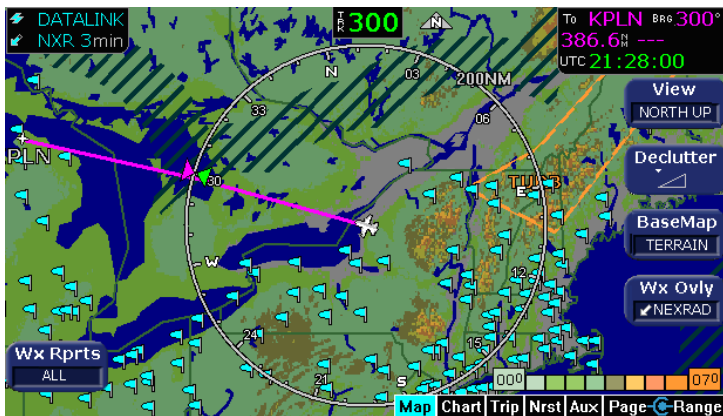 DATALINK
NXR 3min
TRK 300
N
To KPLN BRG 300°
386.6NM ---
UTC 21:28:00
200NM
View
NORTH UP
Declutter
BaseMap
TERRAIN
Wx Ovly
NEXRAD
N
03
06
E
12
15
S
21
24
W
30
33
PLN
Wx Rprts
ALL
000
070
Map Chart Trip Nrst Aux Page Range